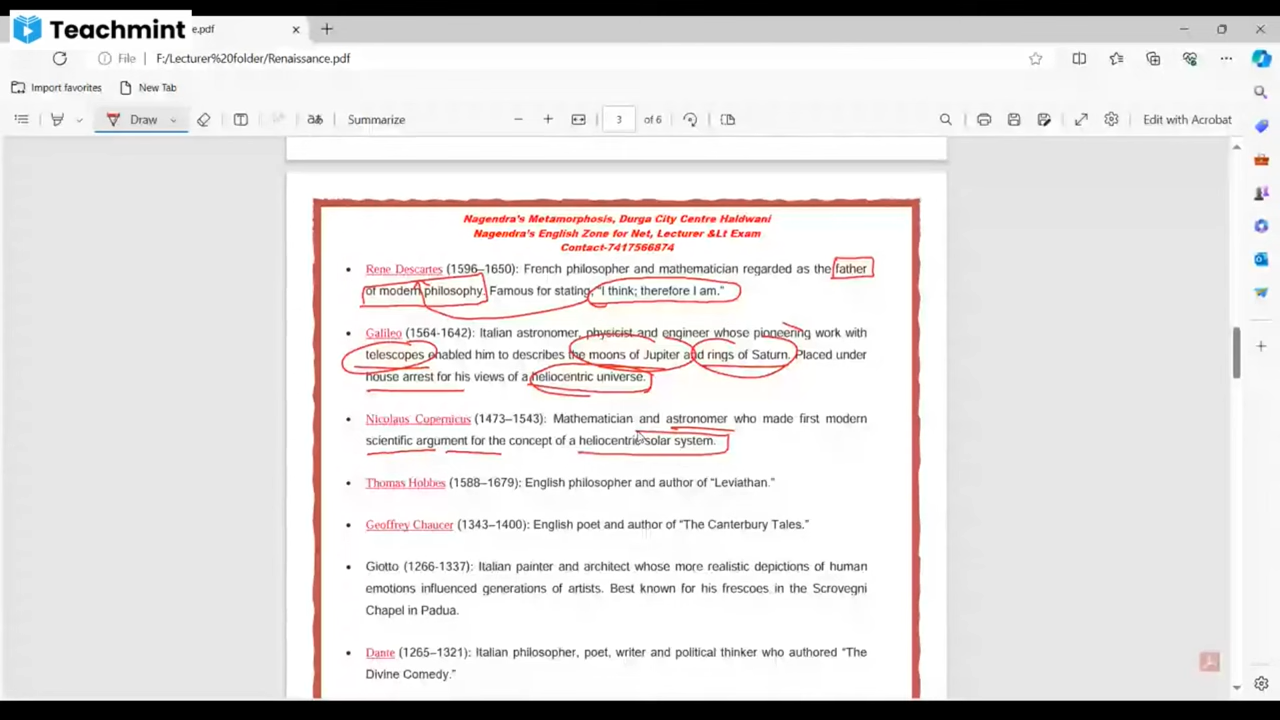 Teachmint
e.pdf
File F:/Lecturer%20folder/Renaissance.pdf
Import favorites New Tab
Draw Summarize 3 of 6 Edit with Acrobat
Nagendra's Metamorphosis, Durga City Centre Haldwani
Nagendra's English Zone for Net, Lecturer &Lt Exam
Contact-7417566874
• Rene Descartes (1596–1650): French philosopher and mathematician regarded as the father
of modern philosophy. Famous for stating, "I think; therefore I am."
• Galileo (1564-1642): Italian astronomer, physicist and engineer whose pioneering work with
telescopes enabled him to describes the moons of Jupiter and rings of Saturn. Placed under
house arrest for his views of a heliocentric universe.
• Nicolaus Copernicus (1473–1543): Mathematician and astronomer who made first modern
scientific argument for the concept of a heliocentric solar system.
• Thomas Hobbes (1588–1679): English philosopher and author of "Leviathan."
• Geoffrey Chaucer (1343–1400): English poet and author of "The Canterbury Tales."
• Giotto (1266-1337): Italian painter and architect whose more realistic depictions of human
emotions influenced generations of artists. Best known for his frescoes in the Scrovegni
Chapel in Padua.
• Dante (1265–1321): Italian philosopher, poet, writer and political thinker who authored "The
Divine Comedy."